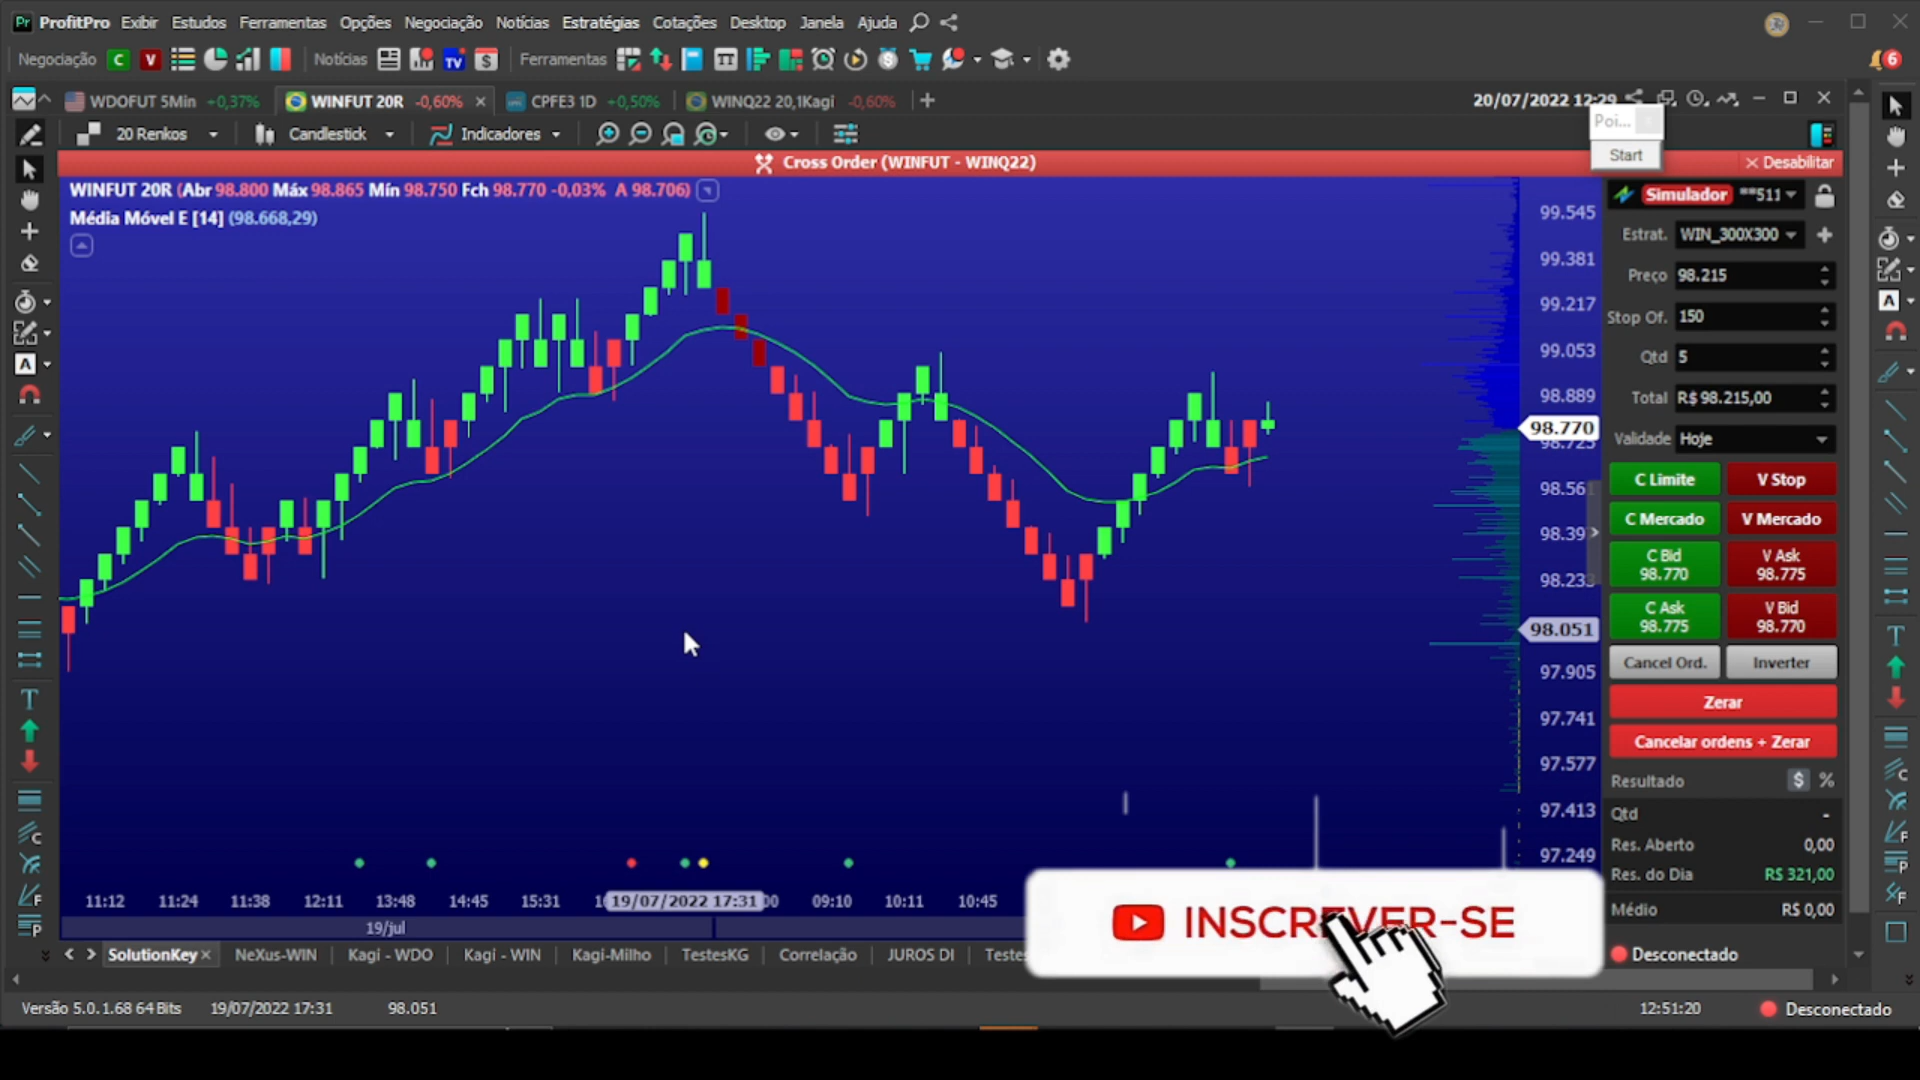 ProfitPro Exibir Estudos Ferramentas Opções Negociação Notícias Estratégias Cotações Desktop Janela Ajuda
Negociação C V Notícias TV $ Ferramentas 6
WDOFUT 5Min +0,37% WINFUT 20R -0,60% × CPFE3 1D +0,50% WINQ22 20,1Kagi -0,60% +
20/07/2022 12:29
20 Renkos Candlestick Indicadores
Poi...
Start
Cross Order (WINFUT - WINQ22)
× Desabilitar
WINFUT 20R (Abr 98.800 Máx 98.865 Mín 98.750 Fch 98.770 -0,03% A 98.706)
Média Móvel E [14] (98.668,29)
99.545
99.381
99.217
99.053
98.889
98.770
98.725
98.561
98.397
98.233
98.051
97.905
97.741
97.577
97.413
97.249
Simulador **511
Estrat. WIN_300X300
Preço 98.215
Stop Of. 150
Qtd 5
Total R$ 98.215,00
Validade Hoje
C Limite V Stop
C Mercado V Mercado
C Bid V Ask
98.770 98.775
C Ask V Bid
98.775 98.770
Cancel Ord. Inverter
Zerar
Cancelar ordens + Zerar
Resultado $ %
Qtd -
Res. Aberto 0,00
Res. do Dia R$ 321,00
Médio R$ 0,00
Desconectado
11:12 11:24 11:38 12:11 13:48 14:45 15:31 19/07/2022 17:31 09:10 10:11 10:45
19/jul
INSCREVER-SE
SolutionKey × NeXus-WIN Kagi - WDO Kagi - WIN Kagi-Milho TestesKG Correlação JUROS DI
Versão 5.0.1.68 64 Bits 19/07/2022 17:31 98.051 12:51:20 Desconectado